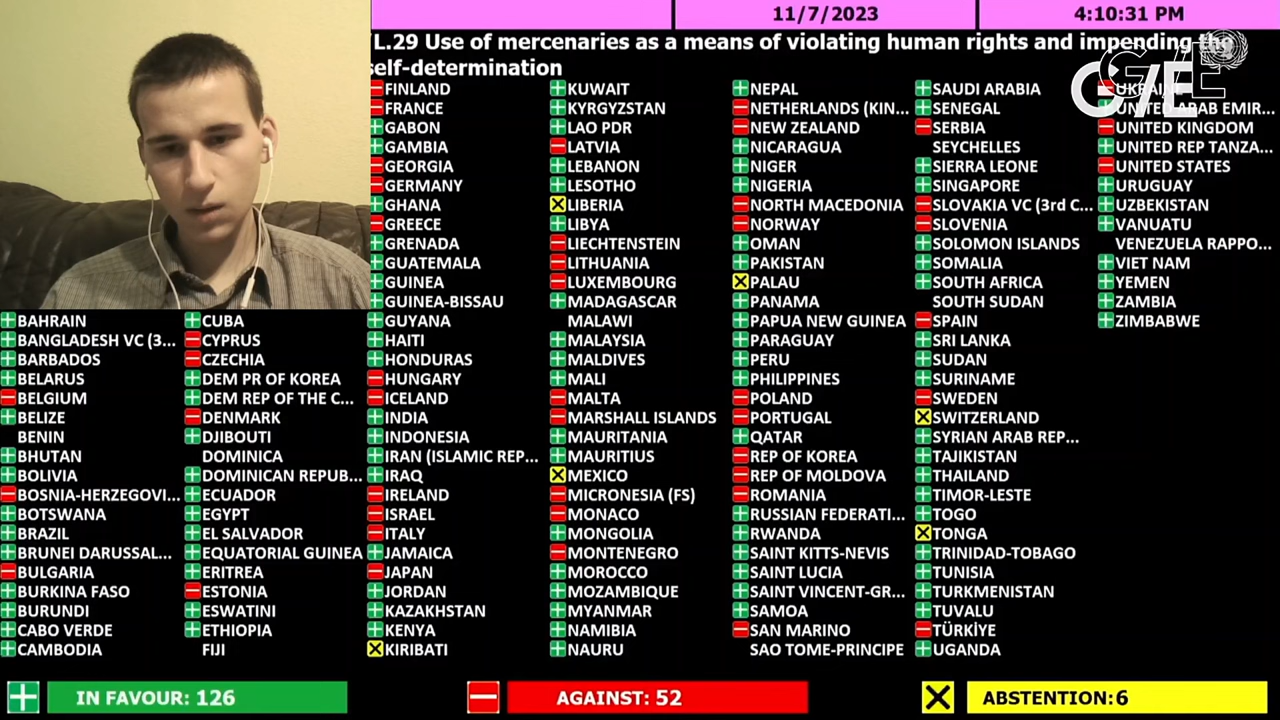 11/7/2023
4:10:31 PM
L.29 Use of mercenaries as a means of violating human rights and impending the
self-determination
BAHRAIN
BANGLADESH VC (3...
BARBADOS
BELARUS
BELGIUM
BELIZE
BENIN
BHUTAN
BOLIVIA
BOSNIA-HERZEGOVI...
BOTSWANA
BRAZIL
BRUNEI DARUSSAL...
BULGARIA
BURKINA FASO
BURUNDI
CABO VERDE
CAMBODIA
CUBA
CYPRUS
CZECHIA
DEM PR OF KOREA
DEM REP OF THE C...
DENMARK
DJIBOUTI
DOMINICA
DOMINICAN REPUB...
ECUADOR
EGYPT
EL SALVADOR
EQUATORIAL GUINEA
ERITREA
ESTONIA
ESWATINI
ETHIOPIA
FIJI
FINLAND
FRANCE
GABON
GAMBIA
GEORGIA
GERMANY
GHANA
GREECE
GRENADA
GUATEMALA
GUINEA
GUINEA-BISSAU
GUYANA
HAITI
HONDURAS
HUNGARY
ICELAND
INDIA
INDONESIA
IRAN (ISLAMIC REP...
IRAQ
IRELAND
ISRAEL
ITALY
JAMAICA
JAPAN
JORDAN
KAZAKHSTAN
KENYA
KIRIBATI
KUWAIT
KYRGYZSTAN
LAO PDR
LATVIA
LEBANON
LESOTHO
LIBERIA
LIBYA
LIECHTENSTEIN
LITHUANIA
LUXEMBOURG
MADAGASCAR
MALAWI
MALAYSIA
MALDIVES
MALI
MALTA
MARSHALL ISLANDS
MAURITANIA
MAURITIUS
MEXICO
MICRONESIA (FS)
MONACO
MONGOLIA
MONTENEGRO
MOROCCO
MOZAMBIQUE
MYANMAR
NAMIBIA
NAURU
NEPAL
NETHERLANDS (KIN...
NEW ZEALAND
NICARAGUA
NIGER
NIGERIA
NORTH MACEDONIA
NORWAY
OMAN
PAKISTAN
PALAU
PANAMA
PAPUA NEW GUINEA
PARAGUAY
PERU
PHILIPPINES
POLAND
PORTUGAL
QATAR
REP OF KOREA
REP OF MOLDOVA
ROMANIA
RUSSIAN FEDERATI...
RWANDA
SAINT KITTS-NEVIS
SAINT LUCIA
SAINT VINCENT-GR...
SAMOA
SAN MARINO
SAO TOME-PRINCIPE
SAUDI ARABIA
SENEGAL
SERBIA
SEYCHELLES
SIERRA LEONE
SINGAPORE
SLOVAKIA VC (3rd C...
SLOVENIA
SOLOMON ISLANDS
SOMALIA
SOUTH AFRICA
SOUTH SUDAN
SPAIN
SRI LANKA
SUDAN
SURINAME
SWEDEN
SWITZERLAND
SYRIAN ARAB REP...
TAJIKISTAN
THAILAND
TIMOR-LESTE
TOGO
TONGA
TRINIDAD-TOBAGO
TUNISIA
TURKMENISTAN
TUVALU
TÜRKİYE
UGANDA
UKRAINE
UNITED ARAB EMIR...
UNITED KINGDOM
UNITED REP TANZA...
UNITED STATES
URUGUAY
UZBEKISTAN
VANUATU
VENEZUELA RAPPO...
VIET NAM
YEMEN
ZAMBIA
ZIMBABWE
IN FAVOUR: 126
AGAINST: 52
ABSTENTION:6